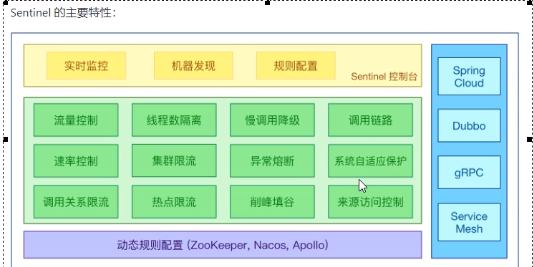 Sentinel 的主要特性：
实时监控 机器发现 规则配置
Sentinel 控制台
流量控制 线程数隔离 慢调用降级 调用链路
速率控制 集群限流 异常熔断 系统自适应保护
调用关系限流 热点限流 削峰填谷 来源访问控制
动态规则配置 (ZooKeeper, Nacos, Apollo)
Spring
Cloud
Dubbo
gRPC
Service
Mesh